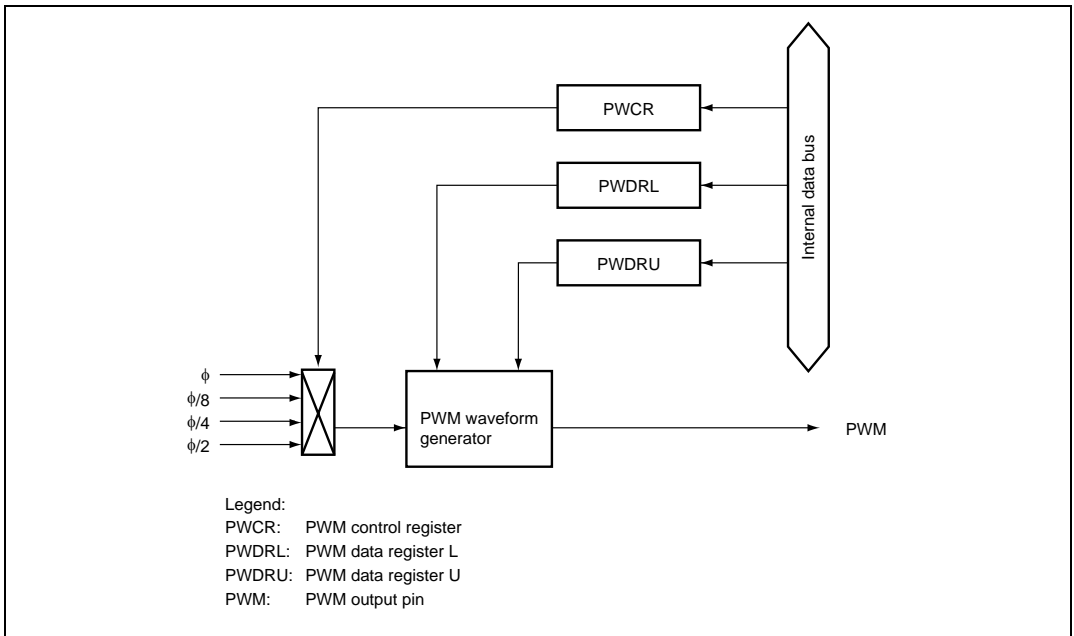 PWCR
PWDRL
PWDRU
Internal data bus
ϕ
ϕ/8
ϕ/4
ϕ/2
PWM waveform
generator
PWM
Legend:
PWCR: PWM control register
PWDRL: PWM data register L
PWDRU: PWM data register U
PWM: PWM output pin